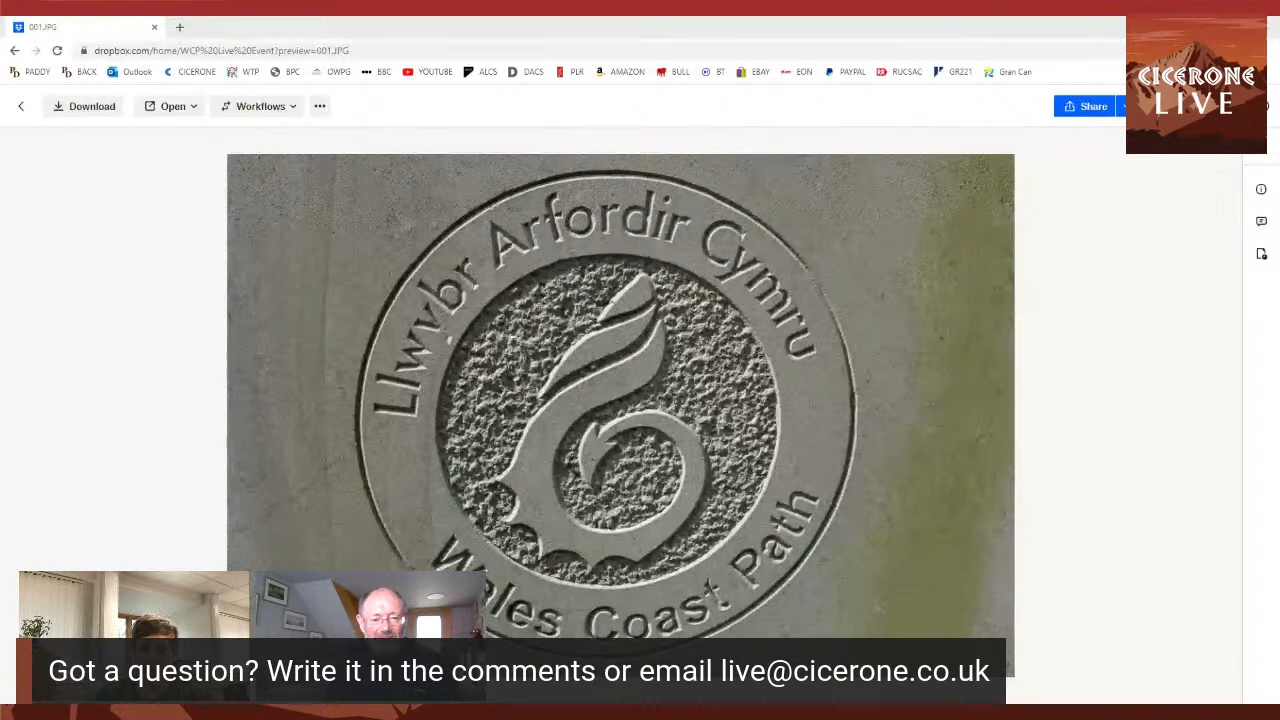 001.JPG
dropbox.com/home/WCP%20Live%20Event?preview=001.JPG
PADDY BACK Outlook CICERONE WTR BPC OWPG BBC YOUTUBE ALCS DACS PLR AMAZON BULL BT EBAY EON PAYPAL RUCSAC GR221 Gran Can
Download Open Workflows
Share
CICERONE
LIVE
Llwybr Arfordir Cymru
Wales Coast Path
Got a question? Write it in the comments or email live@cicerone.co.uk